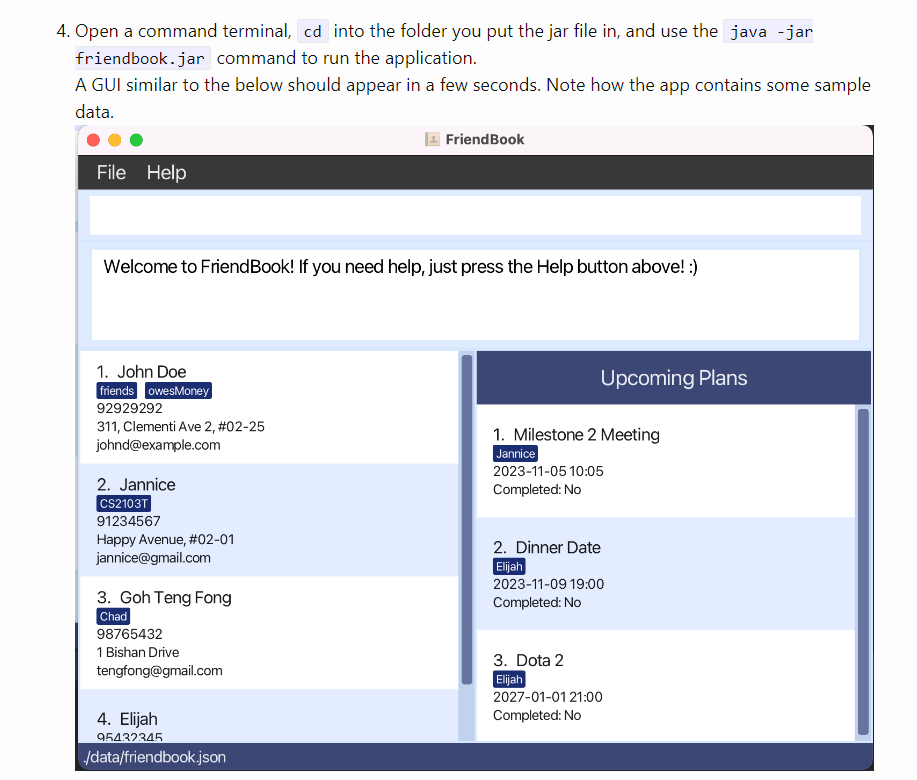 4. Open a command terminal, cd into the folder you put the jar file in, and use the java -jar
friendbook.jar command to run the application.
A GUI similar to the below should appear in a few seconds. Note how the app contains some sample
data.
FriendBook
File Help
Welcome to FriendBook! If you need help, just press the Help button above! :)
1. John Doe
friends owesMoney
92929292
311, Clementi Ave 2, #02-25
johnd@example.com
2. Jannice
CS2103T
91234567
Happy Avenue, #02-01
jannice@gmail.com
3. Goh Teng Fong
Chad
98765432
1 Bishan Drive
tengfong@gmail.com
4. Elijah
95432345
Upcoming Plans
1. Milestone 2 Meeting
Jannice
2023-11-05 10:05
Completed: No
2. Dinner Date
Elijah
2023-11-09 19:00
Completed: No
3. Dota 2
Elijah
2027-01-01 21:00
Completed: No
./data/friendbook.json